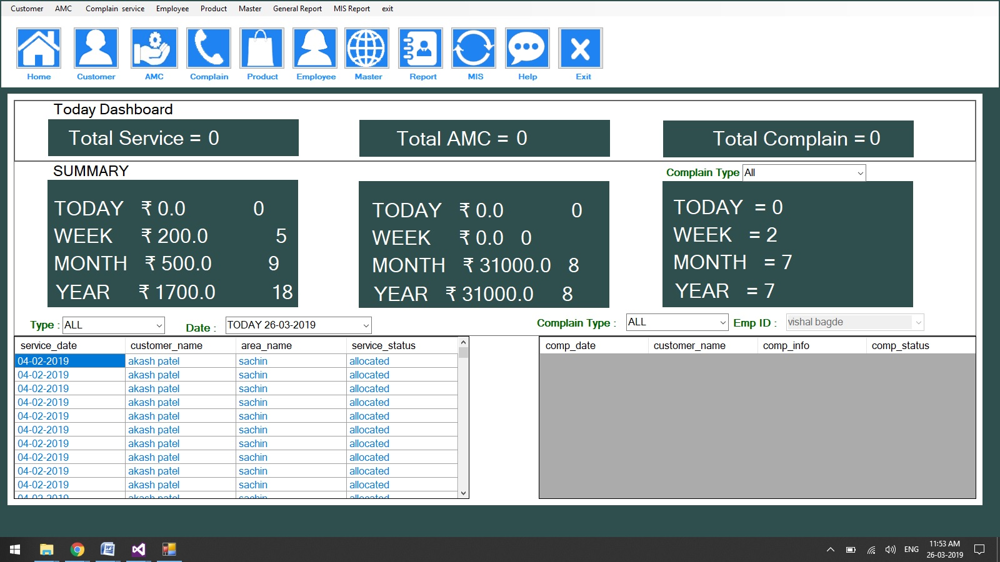 Customer AMC Complain service Employee Product Master General Report MIS Report exit
Home Customer AMC Complain Product Employee Master Report MIS Help Exit
Today Dashboard
Total Service = 0 Total AMC = 0 Total Complain = 0
SUMMARY
Complain Type All
TODAY ₹ 0.0 0
WEEK ₹ 200.0 5
MONTH ₹ 500.0 9
YEAR ₹ 1700.0 18
TODAY ₹ 0.0 0
WEEK ₹ 0.0 0
MONTH ₹ 31000.0 8
YEAR ₹ 31000.0 8
TODAY = 0
WEEK = 2
MONTH = 7
YEAR = 7
Type : ALL Date : TODAY 26-03-2019
Complain Type : ALL Emp ID : vishal bagde
service_date customer_name area_name service_status
04-02-2019 akash patel sachin allocated
04-02-2019 akash patel sachin allocated
04-02-2019 akash patel sachin allocated
04-02-2019 akash patel sachin allocated
04-02-2019 akash patel sachin allocated
04-02-2019 akash patel sachin allocated
04-02-2019 akash patel sachin allocated
04-02-2019 akash patel sachin allocated
04-02-2019 akash patel sachin allocated
04-02-2019 akash patel sachin allocated
04-02-2019 akash patel sachin allocated
comp_date customer_name comp_info comp_status
ENG 11:53 AM
26-03-2019